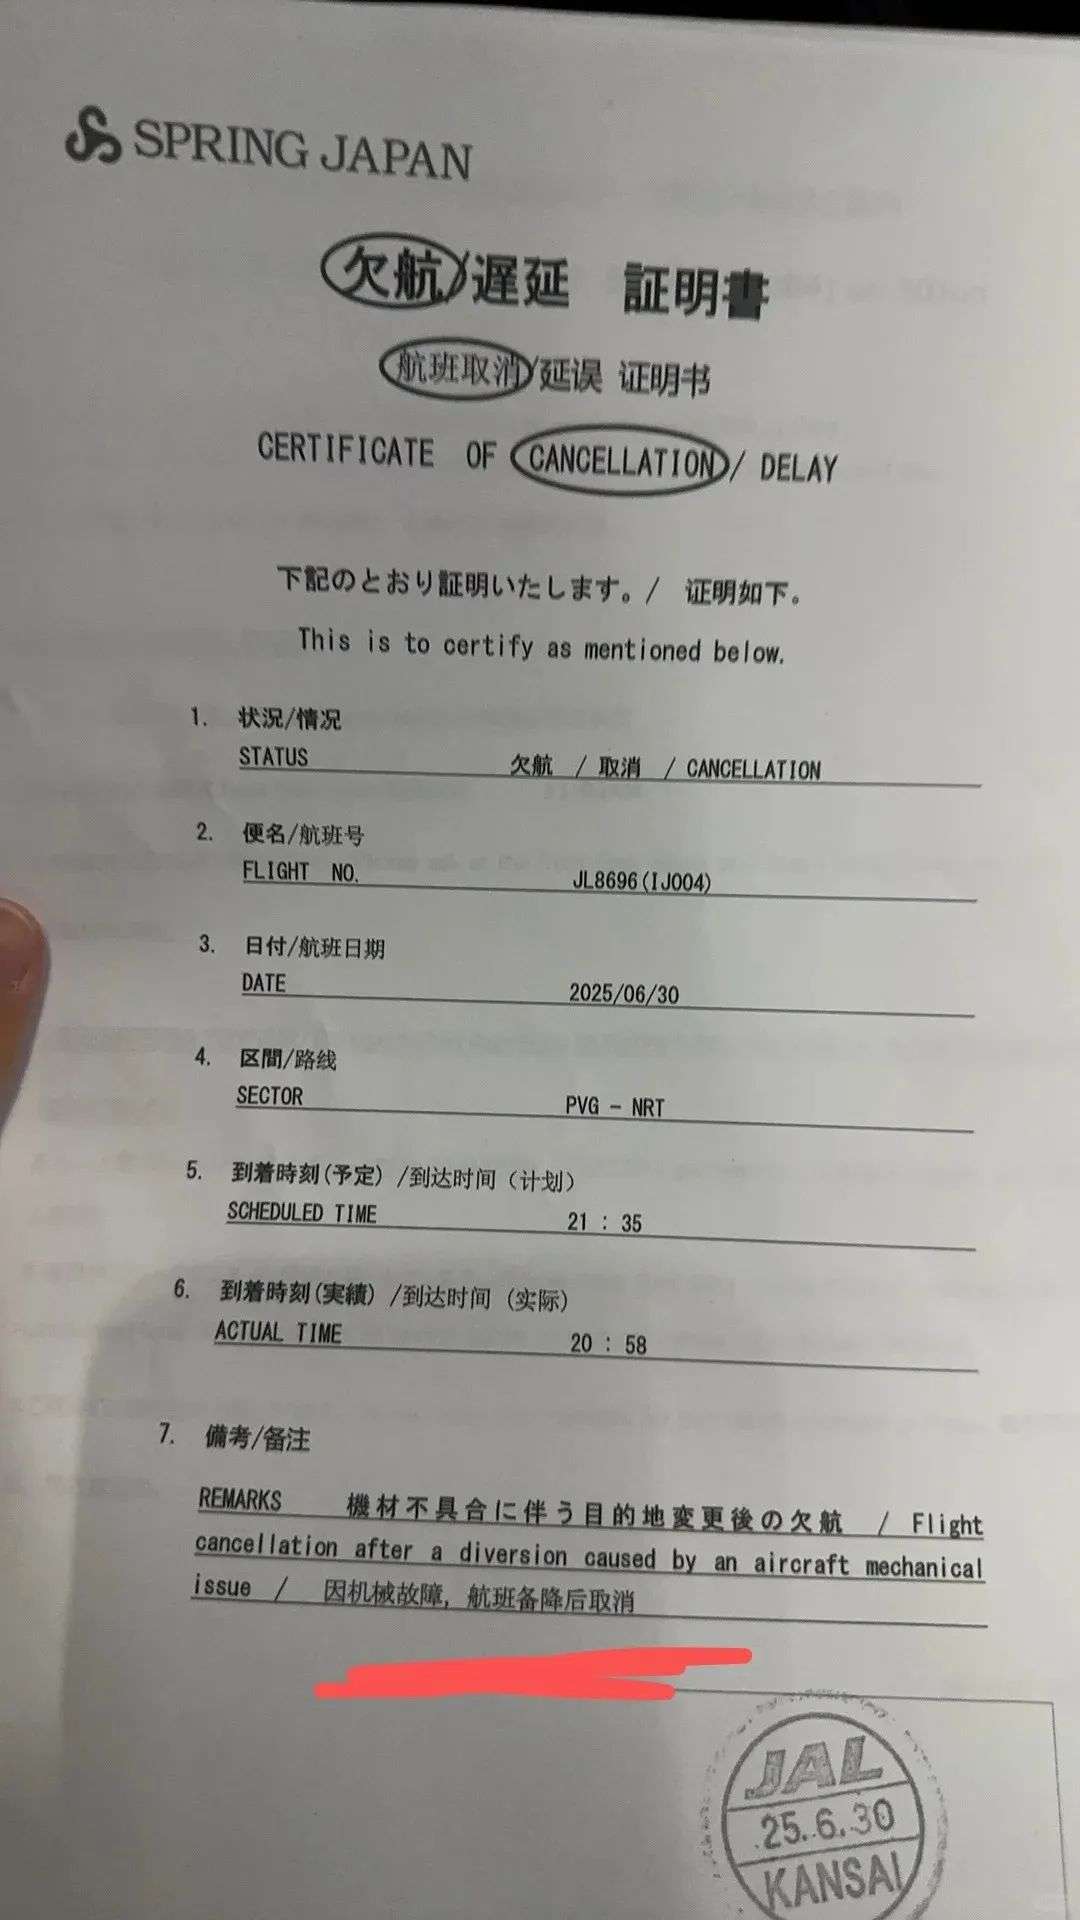 SPRING JAPAN
欠航/遅延 証明書
航班取消/延误 证明书
CERTIFICATE OF CANCELLATION / DELAY
下記のとおり証明いたします。/ 证明如下。
This is to certify as mentioned below.
1. 状況/情况
STATUS 欠航 / 取消 / CANCELLATION
2. 便名/航班号
FLIGHT NO. JL8696(IJ004)
3. 日付/航班日期
DATE 2025/06/30
4. 区間/路线
SECTOR PVG - NRT
5. 到着時刻(予定) /到达时间（计划）
SCHEDULED TIME 21 : 35
6. 到着時刻(実績) /到达时间 (实际)
ACTUAL TIME 20 : 58
7. 備考/备注
REMARKS 機材不具合に伴う目的地変更後の欠航 / Flight
cancellation after a diversion caused by an aircraft mechanical
issue / 因机械故障, 航班备降后取消
JAL
25.6.30
KANSAI